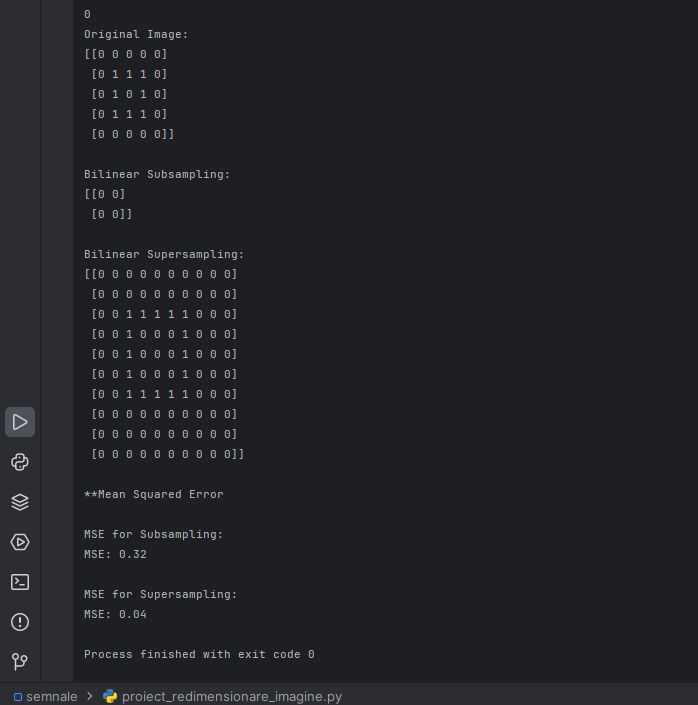 0
Original Image:
[[0 0 0 0 0]
 [0 1 1 1 0]
 [0 1 0 1 0]
 [0 1 1 1 0]
 [0 0 0 0 0]]

Bilinear Subsampling:
[[0 0]
 [0 0]]

Bilinear Supersampling:
[[0 0 0 0 0 0 0 0 0 0]
 [0 0 0 0 0 0 0 0 0 0]
 [0 0 1 1 1 1 1 0 0 0]
 [0 0 1 0 0 0 1 0 0 0]
 [0 0 1 0 0 0 1 0 0 0]
 [0 0 1 0 0 0 1 0 0 0]
 [0 0 1 1 1 1 1 0 0 0]
 [0 0 0 0 0 0 0 0 0 0]
 [0 0 0 0 0 0 0 0 0 0]
 [0 0 0 0 0 0 0 0 0 0]]

**Mean Squared Error

MSE for Subsampling:
MSE: 0.32

MSE for Supersampling:
MSE: 0.04

Process finished with exit code 0
semnale > proiect_redimensionare_imagine.py